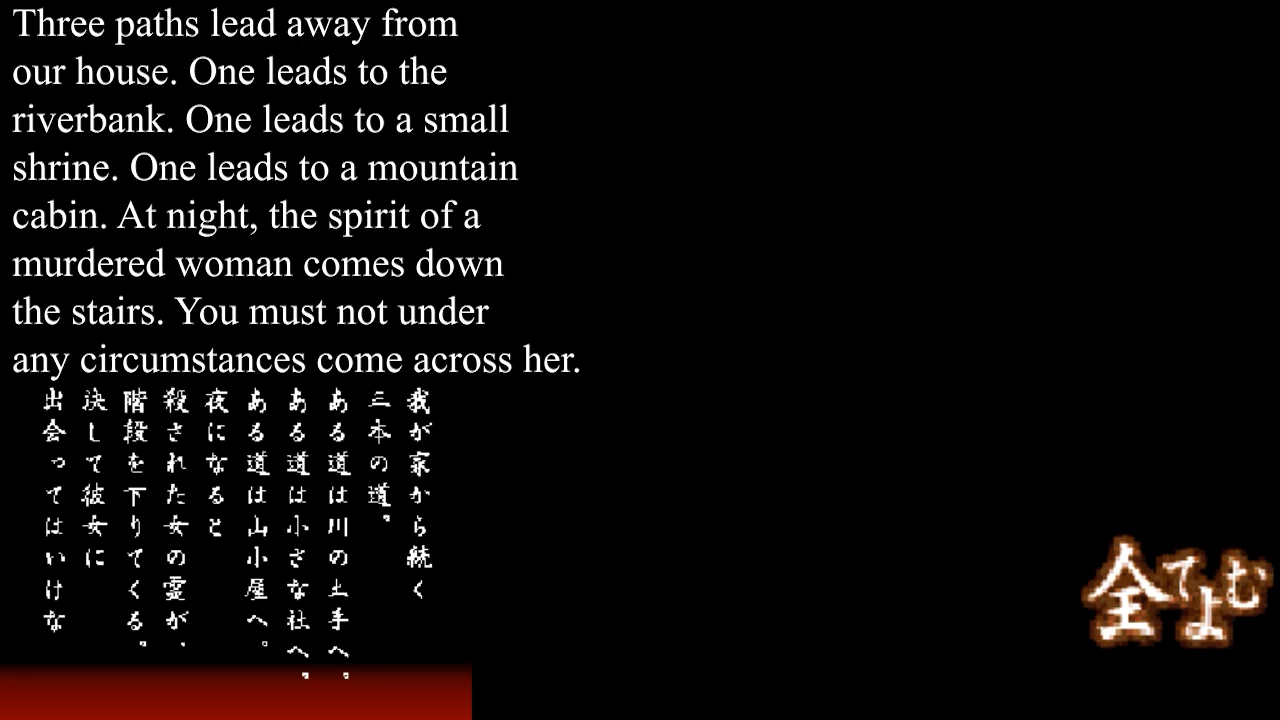 Three paths lead away from
our house. One leads to the
riverbank. One leads to a small
shrine. One leads to a mountain
cabin. At night, the spirit of a
murdered woman comes down
the stairs. You must not under
any circumstances come across her.
我が家から続く
三本の道。
ある道は川の土手へ。
ある道は小さな社へ。
ある道は山小屋へ。
夜になると
殺された女の霊が、
階段を下りてくる。
決して彼女に
出会ってはいけな
全てよむ